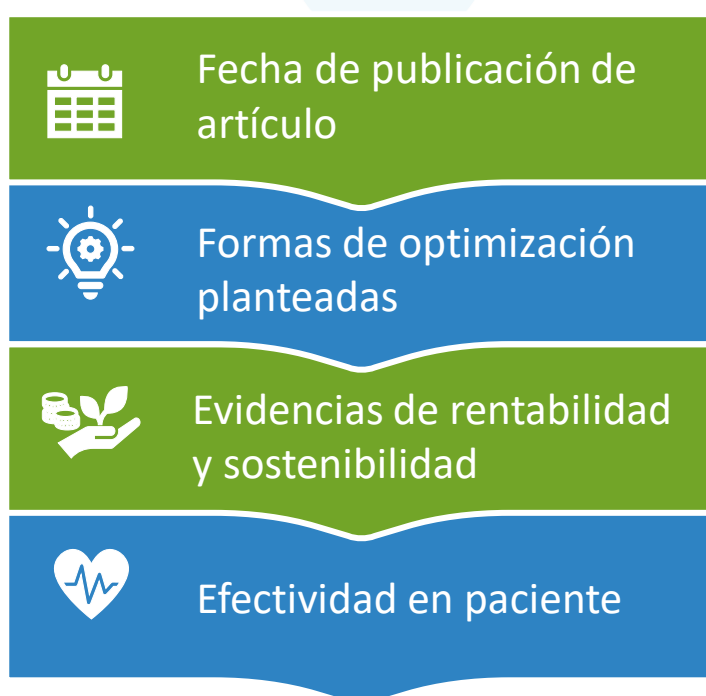 Fecha de publicación de
artículo
Formas de optimización
planteadas
Evidencias de rentabilidad
y sostenibilidad
Efectividad en paciente